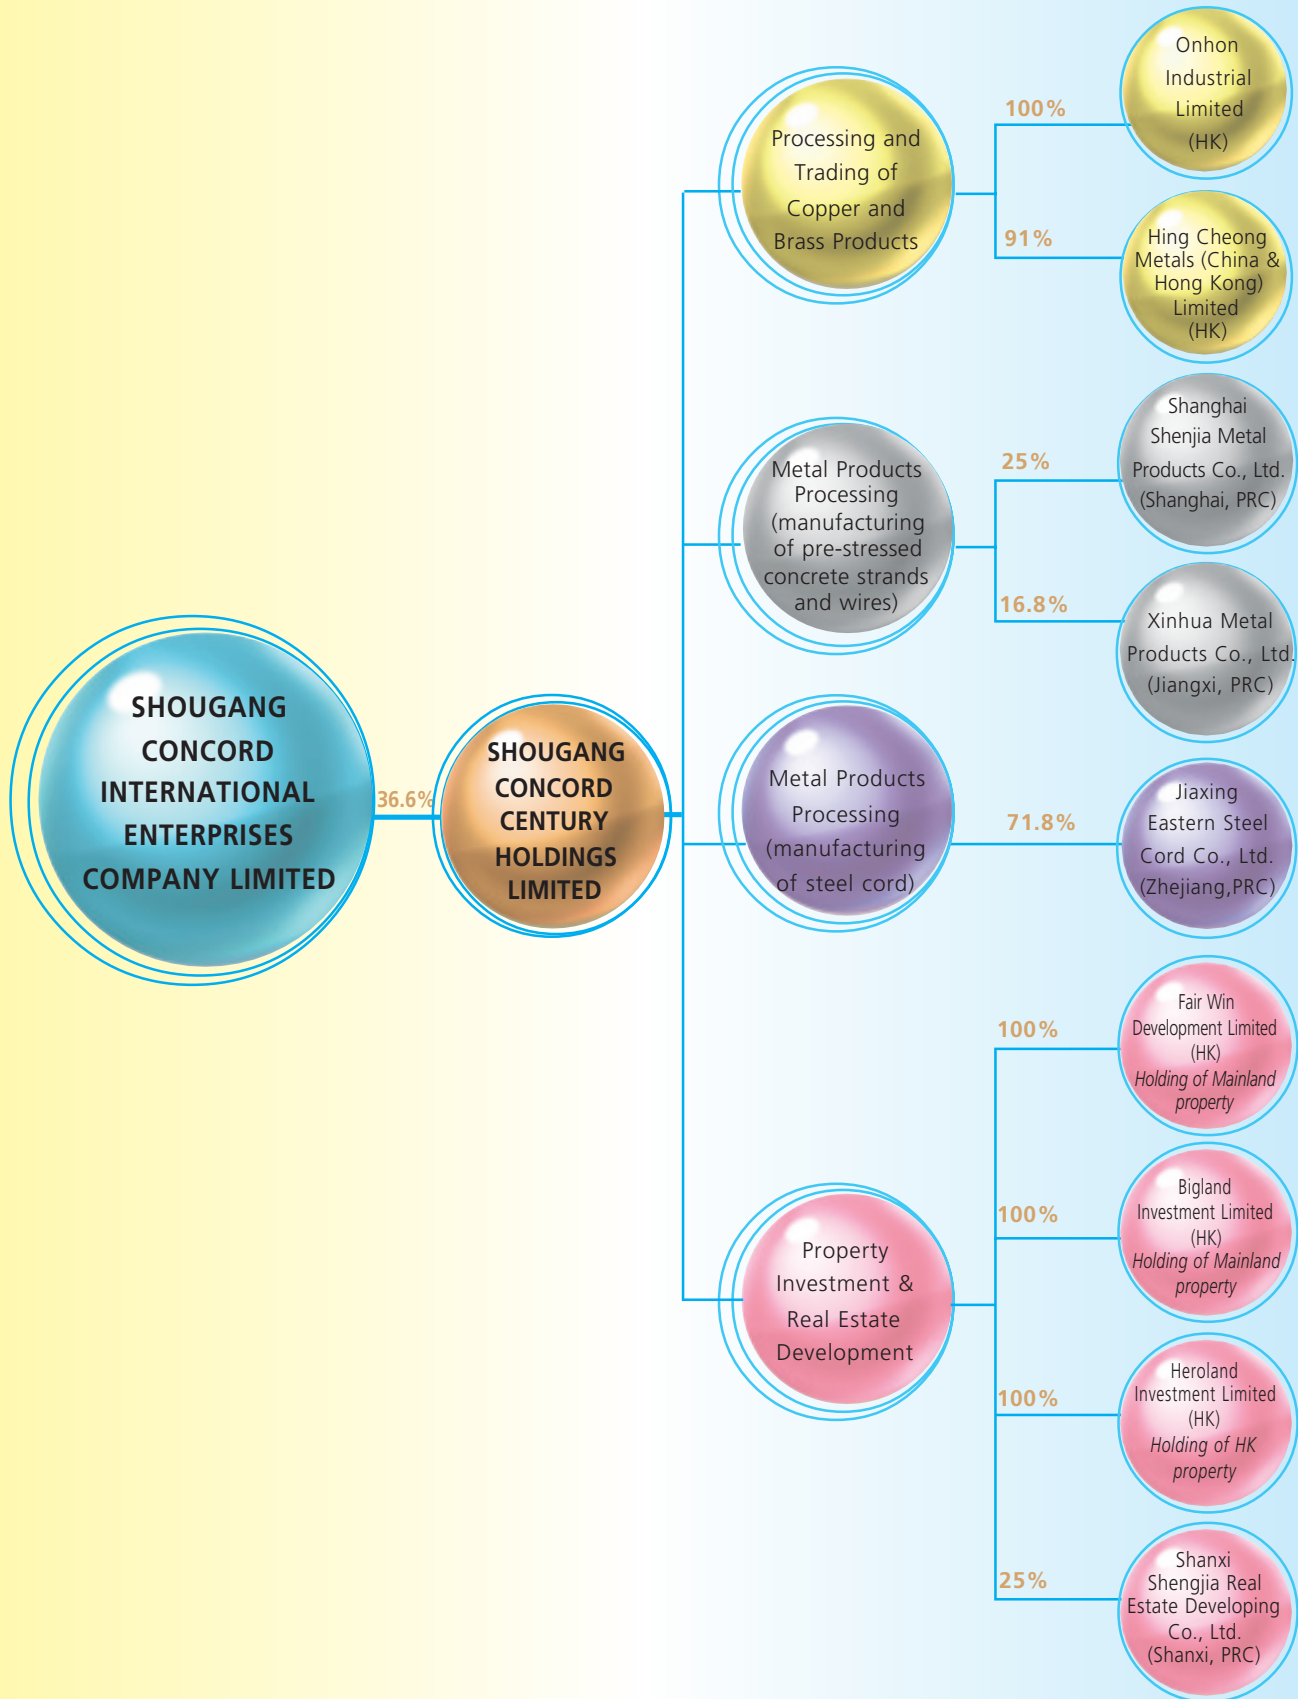 SHOUGANG
CONCORD
INTERNATIONAL
ENTERPRISES
COMPANY LIMITED
36.6%
SHOUGANG
CONCORD
CENTURY
HOLDINGS
LIMITED
Processing and
Trading of
Copper and
Brass Products
100%
Onhon
Industrial
Limited
(HK)
91%
Hing Cheong
Metals (China &
Hong Kong)
Limited
(HK)
Metal Products
Processing
(manufacturing
of pre-stressed
concrete strands
and wires)
25%
Shanghai
Shenjia Metal
Products Co., Ltd.
(Shanghai, PRC)
16.8%
Xinhua Metal
Products Co., Ltd.
(Jiangxi, PRC)
Metal Products
Processing
(manufacturing
of steel cord)
71.8%
Jiaxing
Eastern Steel
Cord Co., Ltd.
(Zhejiang,PRC)
Property
Investment &
Real Estate
Development
100%
Fair Win
Development Limited
(HK)
Holding of Mainland
property
100%
Bigland
Investment Limited
(HK)
Holding of Mainland
property
100%
Heroland
Investment Limited
(HK)
Holding of HK
property
25%
Shanxi
Shengjia Real
Estate Developing
Co., Ltd.
(Shanxi, PRC)